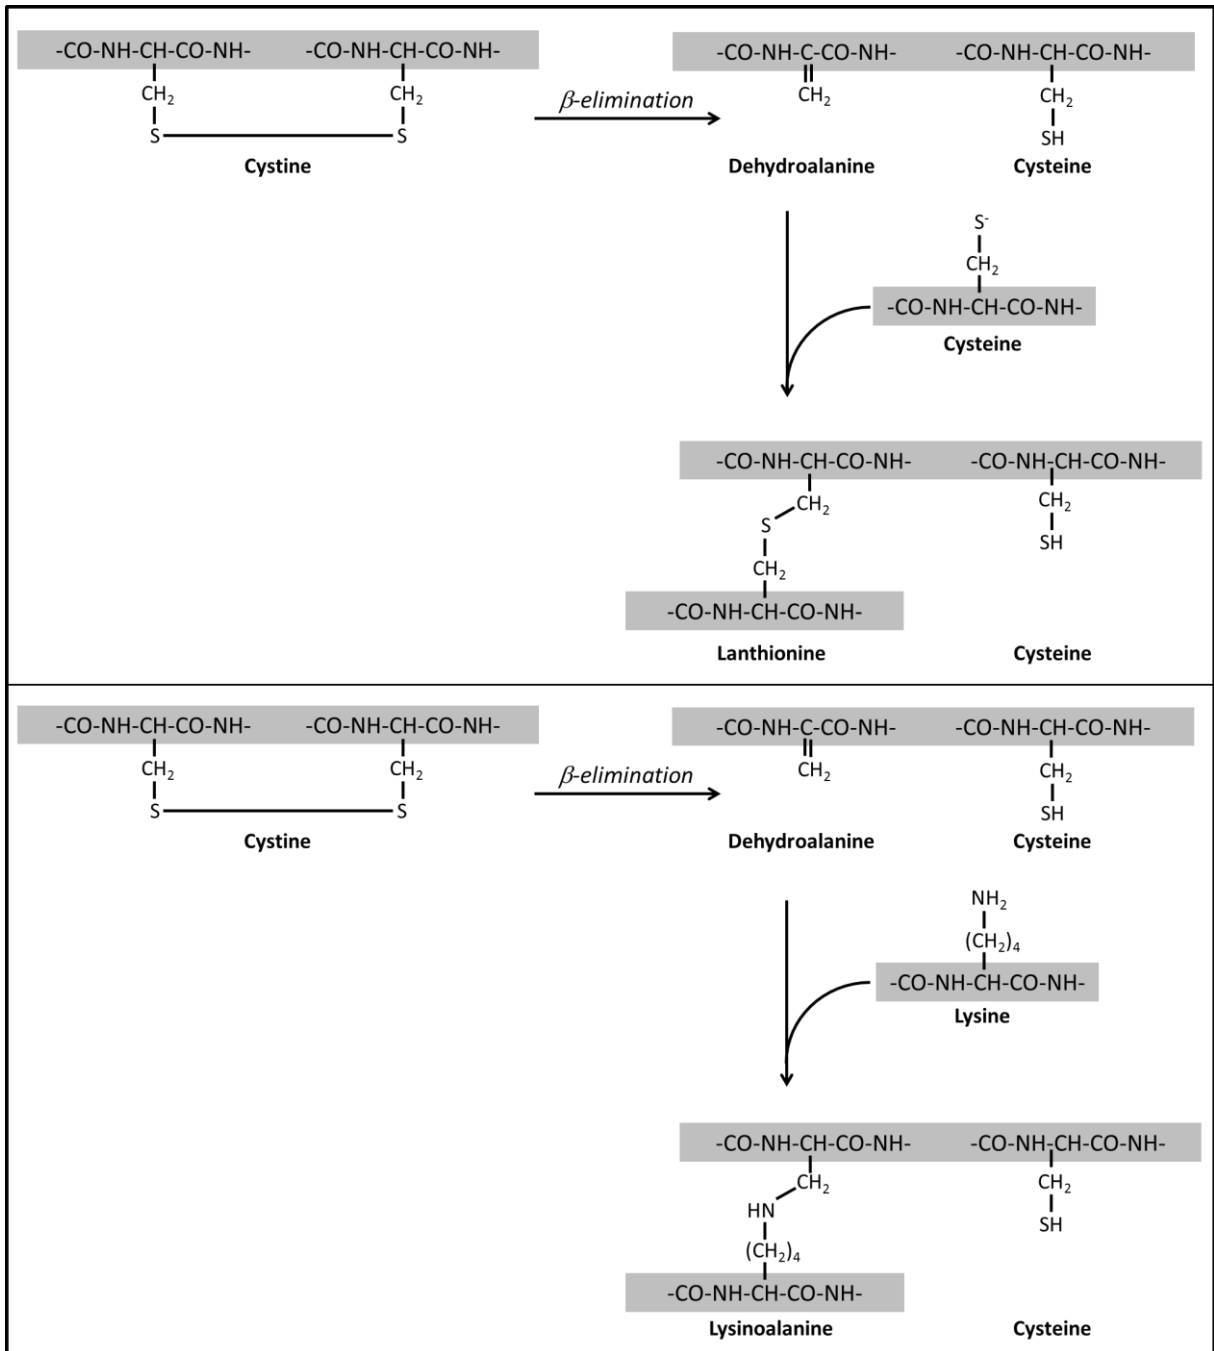 -CO-NH-CH-CO-NH- -CO-NH-CH-CO-NH- -CO-NH-C-CO-NH- -CO-NH-CH-CO-NH-
CH₂ CH₂ β-elimination CH₂ CH₂
S S SH
Cystine Dehydroalanine Cysteine
S⁻
CH₂
-CO-NH-CH-CO-NH-
Cysteine
-CO-NH-CH-CO-NH- -CO-NH-CH-CO-NH-
CH₂ CH₂
S SH
CH₂
-CO-NH-CH-CO-NH-
Lanthionine Cysteine
-CO-NH-CH-CO-NH- -CO-NH-CH-CO-NH- -CO-NH-C-CO-NH- -CO-NH-CH-CO-NH-
CH₂ CH₂ β-elimination CH₂ CH₂
S S SH
Cystine Dehydroalanine Cysteine
NH₂
(CH₂)₄
-CO-NH-CH-CO-NH-
Lysine
-CO-NH-CH-CO-NH- -CO-NH-CH-CO-NH-
CH₂ CH₂
HN SH
(CH₂)₄
-CO-NH-CH-CO-NH-
Lysinoalanine Cysteine